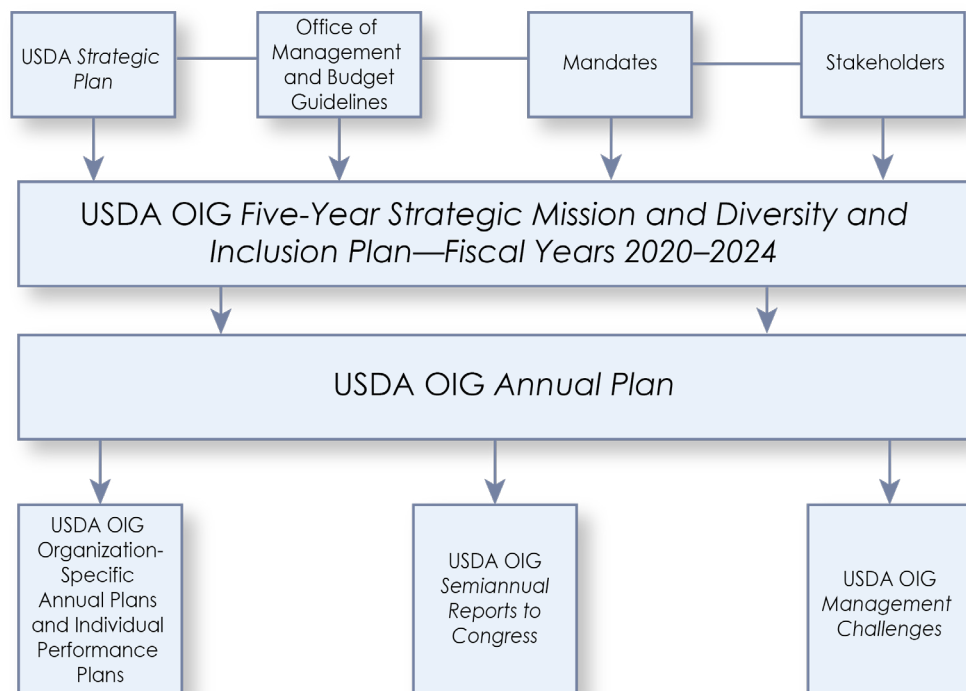 USDA Strategic
Plan
Office of
Management
and Budget
Guidelines
Mandates
Stakeholders
USDA OIG Five-Year Strategic Mission and Diversity and
Inclusion Plan—Fiscal Years 2020–2024
USDA OIG Annual Plan
USDA OIG
Organization-
Specific
Annual Plans
and Individual
Performance
Plans
USDA OIG
Semiannual
Reports to
Congress
USDA OIG
Management
Challenges